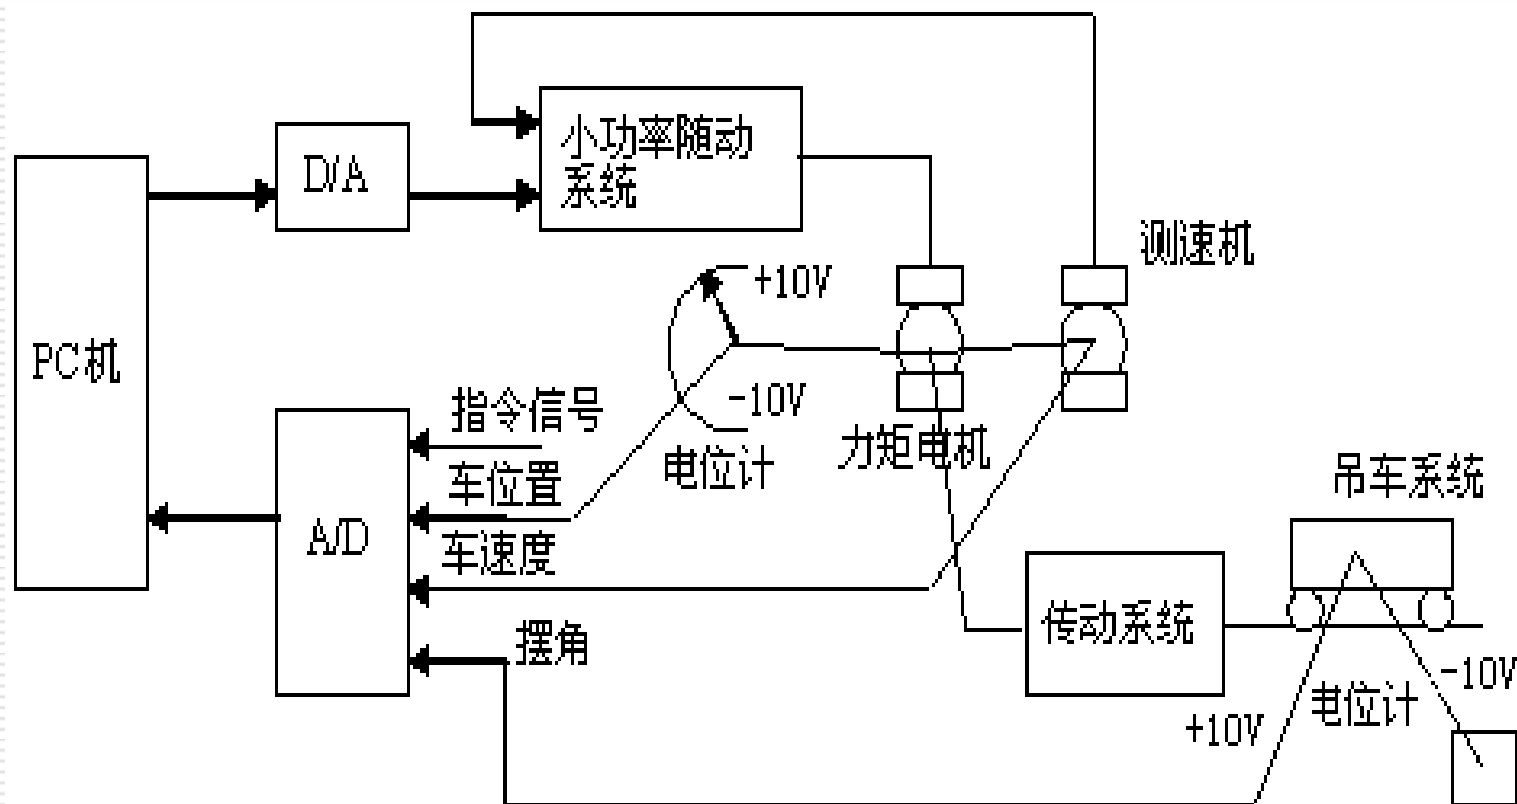 小功率随动
系统
D/A
测速机
+10V
PC机
-10V
指令信号
电位计
力矩电机
车位置
吊车系统
A/D
车速度
传动系统
摆角
-10V
电位计
+10V